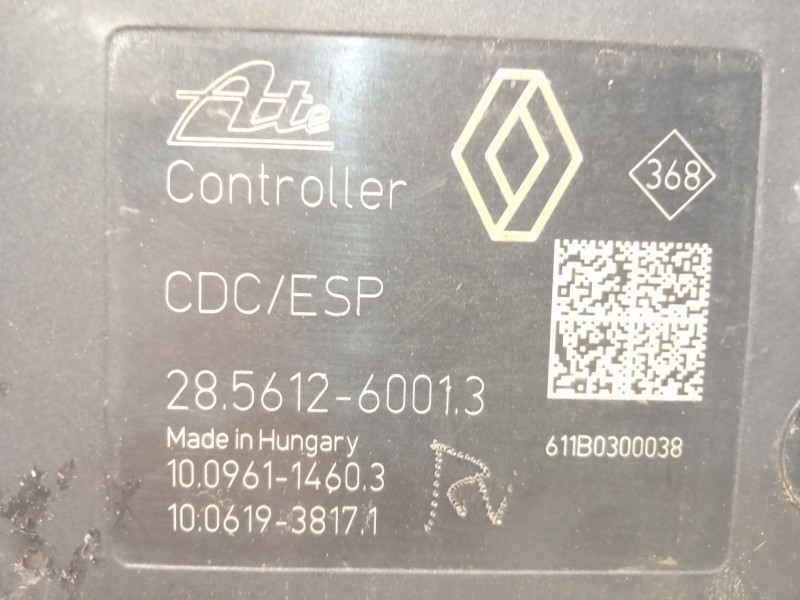 Ate
368
Controller
CDC/ESP
28.5612-6001.3
Made in Hungary
611B0300038
10.0961-1460.3
10.0619-3817.1